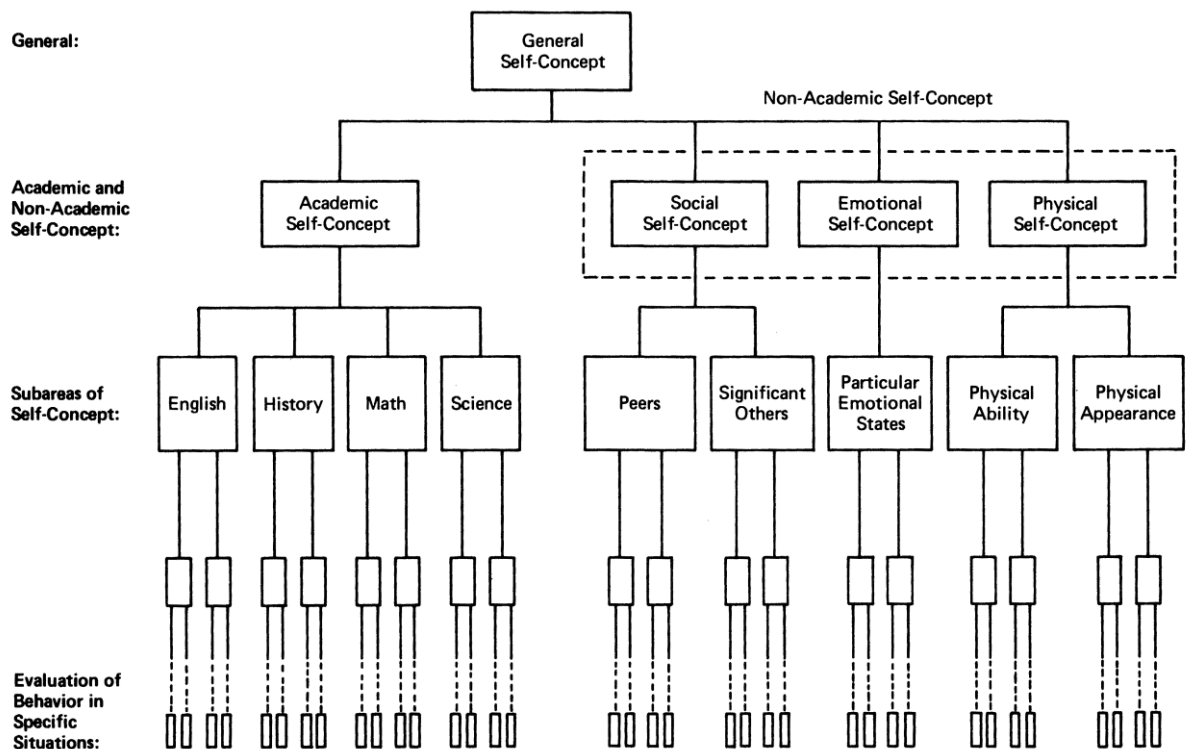 General:
General
Self-Concept
Non-Academic Self-Concept
Academic and
Non-Academic
Self-Concept:
Academic
Self-Concept
Social
Self-Concept
Emotional
Self-Concept
Physical
Self-Concept
Subareas of
Self-Concept:
English
History
Math
Science
Peers
Significant
Others
Particular
Emotional
States
Physical
Ability
Physical
Appearance
Evaluation of
Behavior in
Specific
Situations: